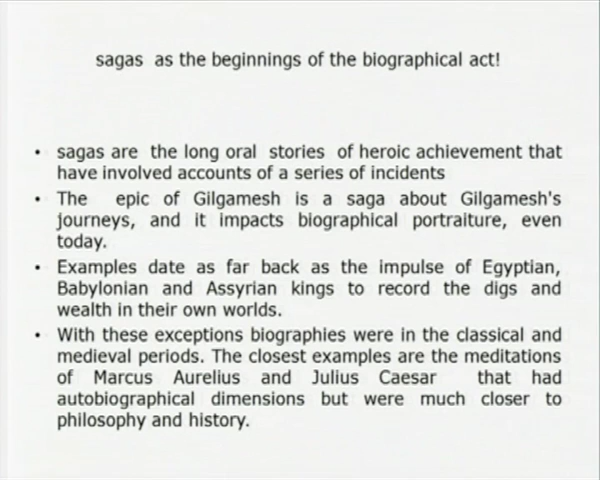 sagas as the beginnings of the biographical act!
• sagas are the long oral stories of heroic achievement that
have involved accounts of a series of incidents
• The epic of Gilgamesh is a saga about Gilgamesh's
journeys, and it impacts biographical portraiture, even
today.
• Examples date as far back as the impulse of Egyptian,
Babylonian and Assyrian kings to record the digs and
wealth in their own worlds.
• With these exceptions biographies were in the classical and
medieval periods. The closest examples are the meditations
of Marcus Aurelius and Julius Caesar that had
autobiographical dimensions but were much closer to
philosophy and history.